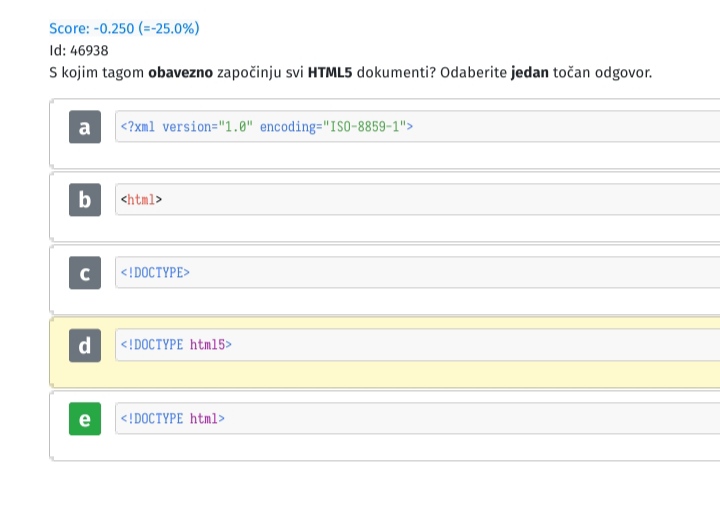 Score: -0.250 (=-25.0%)
Id: 46938
S kojim tagom obavezno započinju svi HTML5 dokumenti? Odaberite jedan točan odgovor.
a <?xml version="1.0" encoding="ISO-8859-1">
b <html>
c <!DOCTYPE>
d <!DOCTYPE html5>
e <!DOCTYPE html>